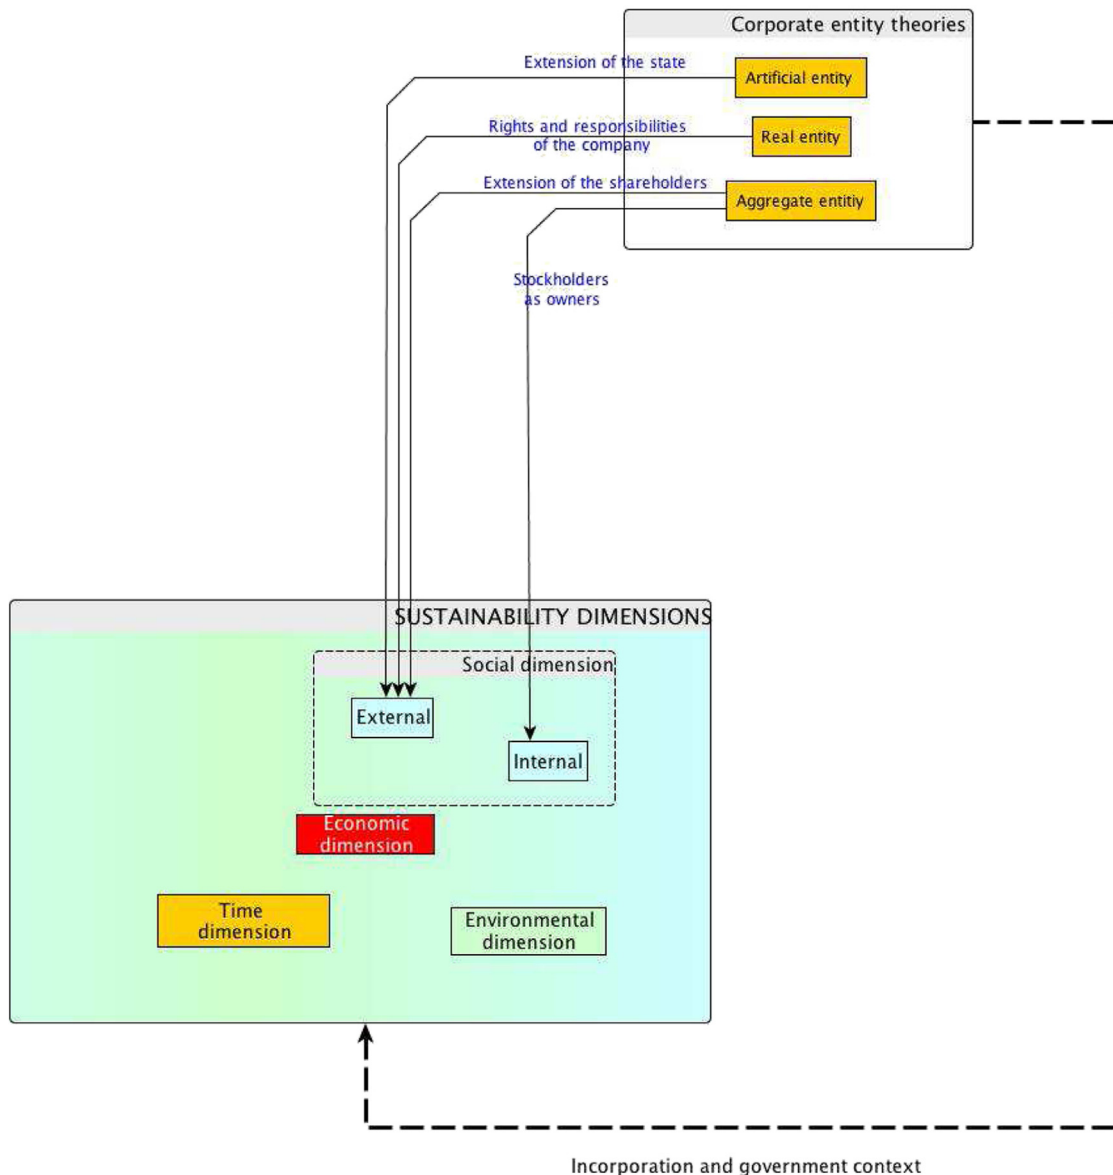 Corporate entity theories
Extension of the state
Artificial entity
Rights and responsibilities
of the company
Real entity
Extension of the shareholders
Aggregate entitiy
Stockholders
as owners
SUSTAINABILITY DIMENSIONS
Social dimension
External
Internal
Economic
dimension
Time
dimension
Environmental
dimension
Incorporation and government context